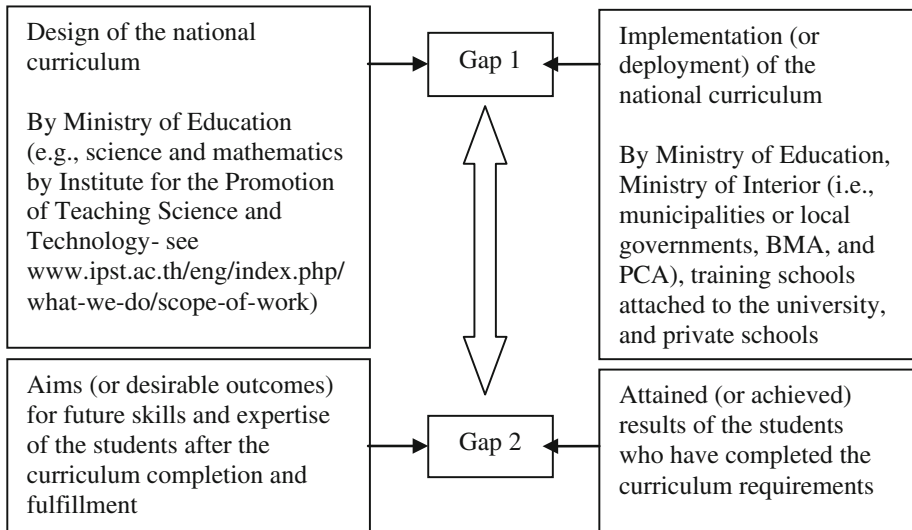 Design of the national
curriculum
By Ministry of Education
(e.g., science and mathematics
by Institute for the Promotion
of Teaching Science and
Technology- see
www.ipst.ac.th/eng/index.php/
what-we-do/scope-of-work)
Gap 1
Implementation (or
deployment) of the
national curriculum
By Ministry of Education,
Ministry of Interior (i.e.,
municipalities or local
governments, BMA, and
PCA), training schools
attached to the university,
and private schools
Aims (or desirable outcomes)
for future skills and expertise
of the students after the
curriculum completion and
fulfillment
Gap 2
Attained (or achieved)
results of the students
who have completed the
curriculum requirements